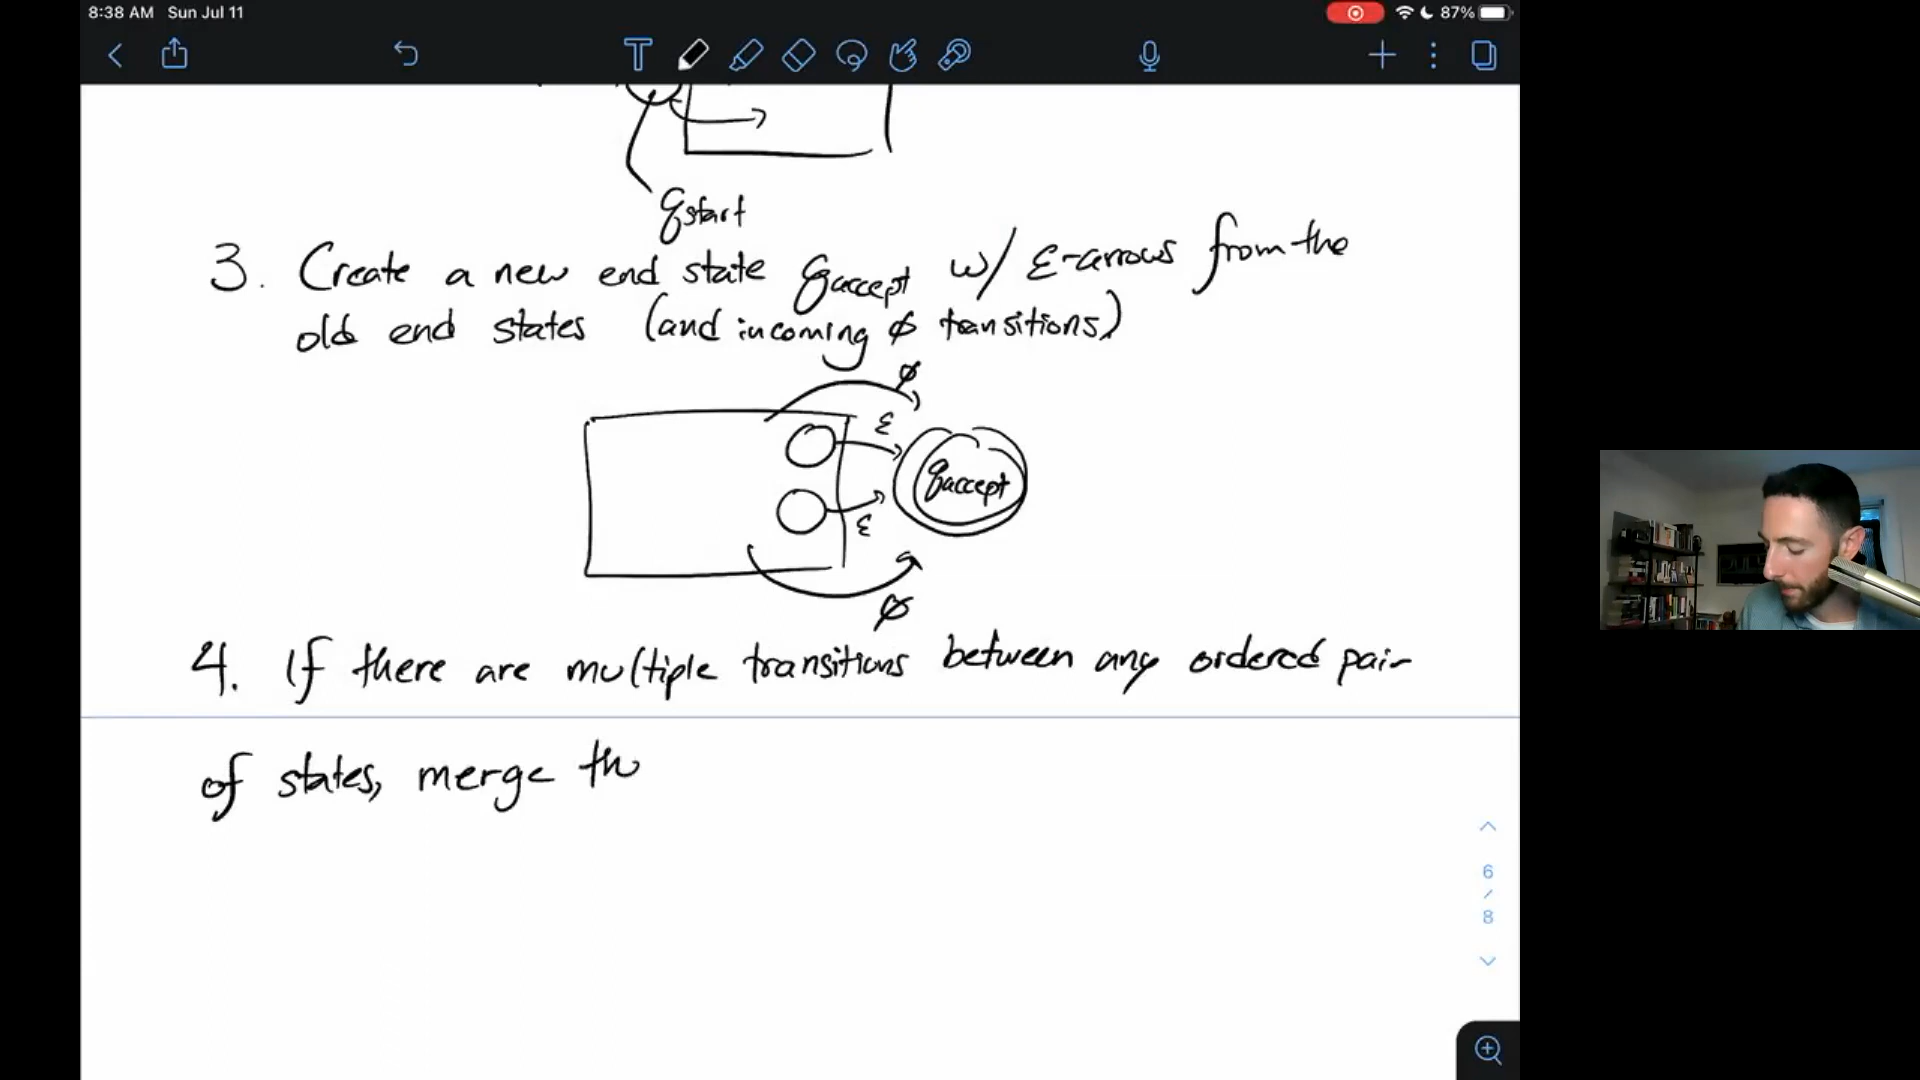 8:38 AM Sun Jul 11
87%
T
qstart
3. Create a new end state qaccept w/ ε-arrows from the
old end states (and incoming ∅ transitions)
∅
ε
qaccept
ε
∅
4. If there are multiple transitions between any ordered pair
of states, merge th
6
/
8